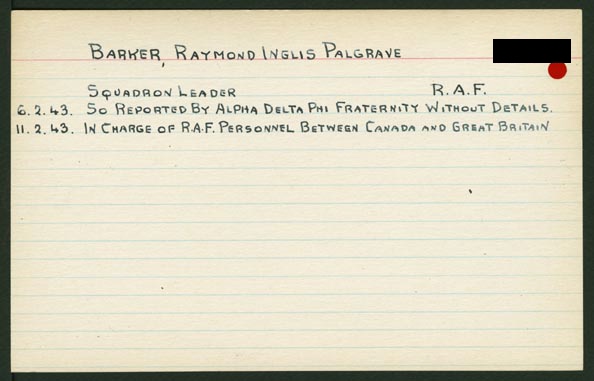 Barker, Raymond Inglis Palgrave
Squadron Leader R.A.F.
6.2.43. So Reported By Alpha Delta Phi Fraternity Without Details.
11.2.43. In Charge of R.A.F. Personnel Between Canada and Great Britain